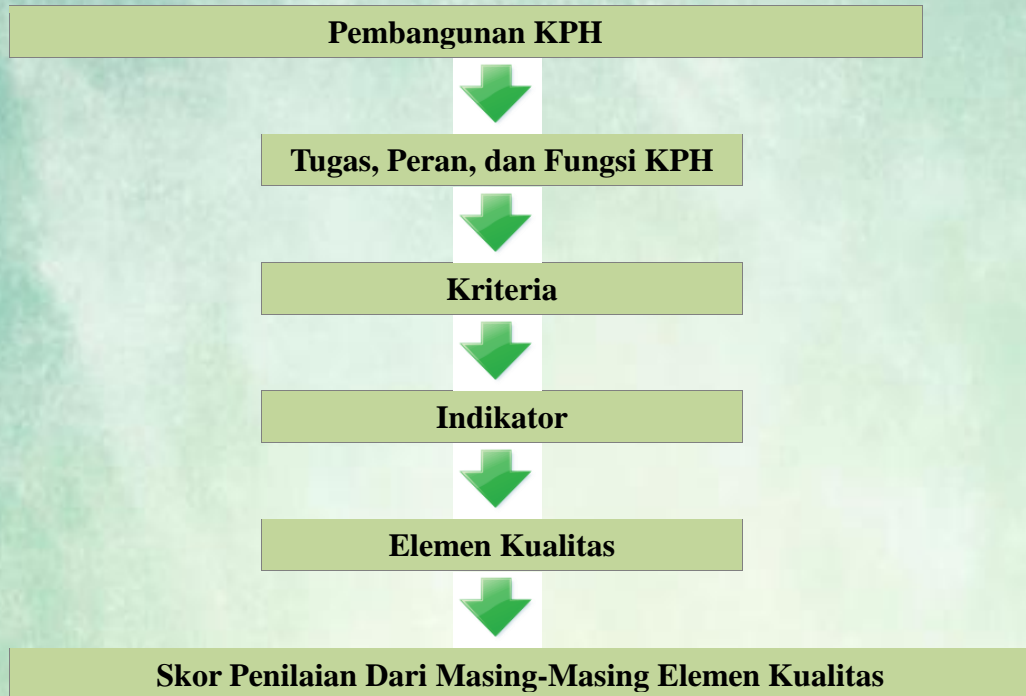 Pembangunan KPH
Tugas, Peran, dan Fungsi KPH
Kriteria
Indikator
Elemen Kualitas
Skor Penilaian Dari Masing-Masing Elemen Kualitas